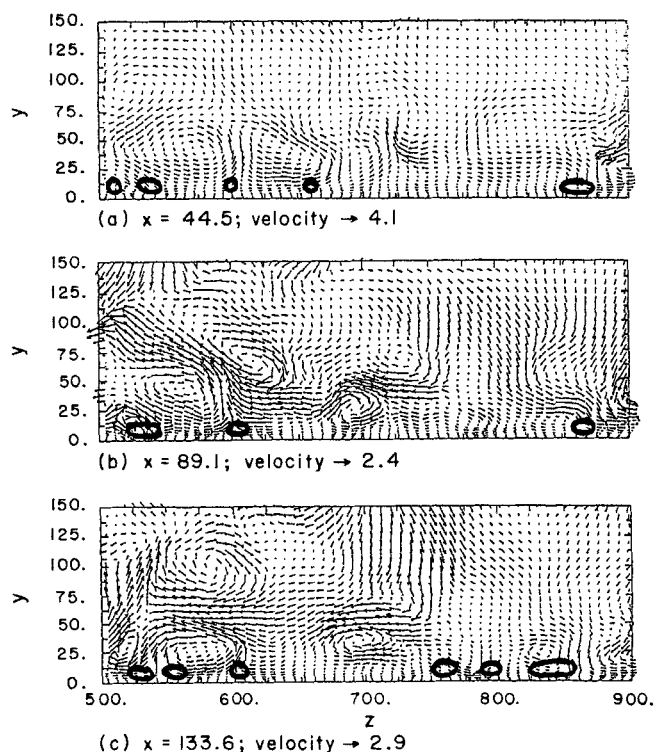 150.
125.
100.
y 75.
50.
25.
0.
(a) x = 44.5; velocity → 4.1
150.
125.
100.
y 75.
50.
25.
0.
(b) x = 89.1; velocity → 2.4
150.
125.
100.
y 75.
50.
25.
0.
500. 600. 700. 800. 900.
z
(c) x = 133.6; velocity → 2.9